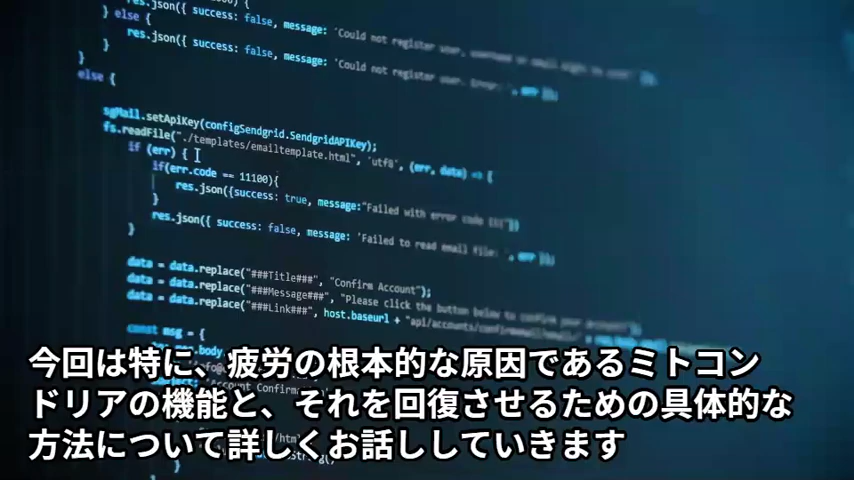 } else {
res.json({ success: false, message: 'Could not register user,
}
res.json({ success: false, message: 'Could not register user. Error: ', err });
}
else {
sgMail.setApiKey(configSendgrid.SendgridAPIKey);
fs.readFile("./templates/emailtemplate.html", 'utf8', (err, data) => {
if (err) {
if(err.code == 11100){
res.json({success: true, message:"Failed with error code
}
res.json({ success: false, message: 'Failed to read email file: ', err });
}
data = data.replace("###Title###", "Confirm Account");
data = data.replace("###Message###", "Please click the button below to confirm your account");
data = data.replace("###Link###", host.baseurl + "api/accounts/
const msg = {
.body
Account Confirm
今回は特に、疲労の根本的な原因であるミトコン
ドリアの機能と、それを回復させるための具体的な
方法について詳しくお話ししていきます
}